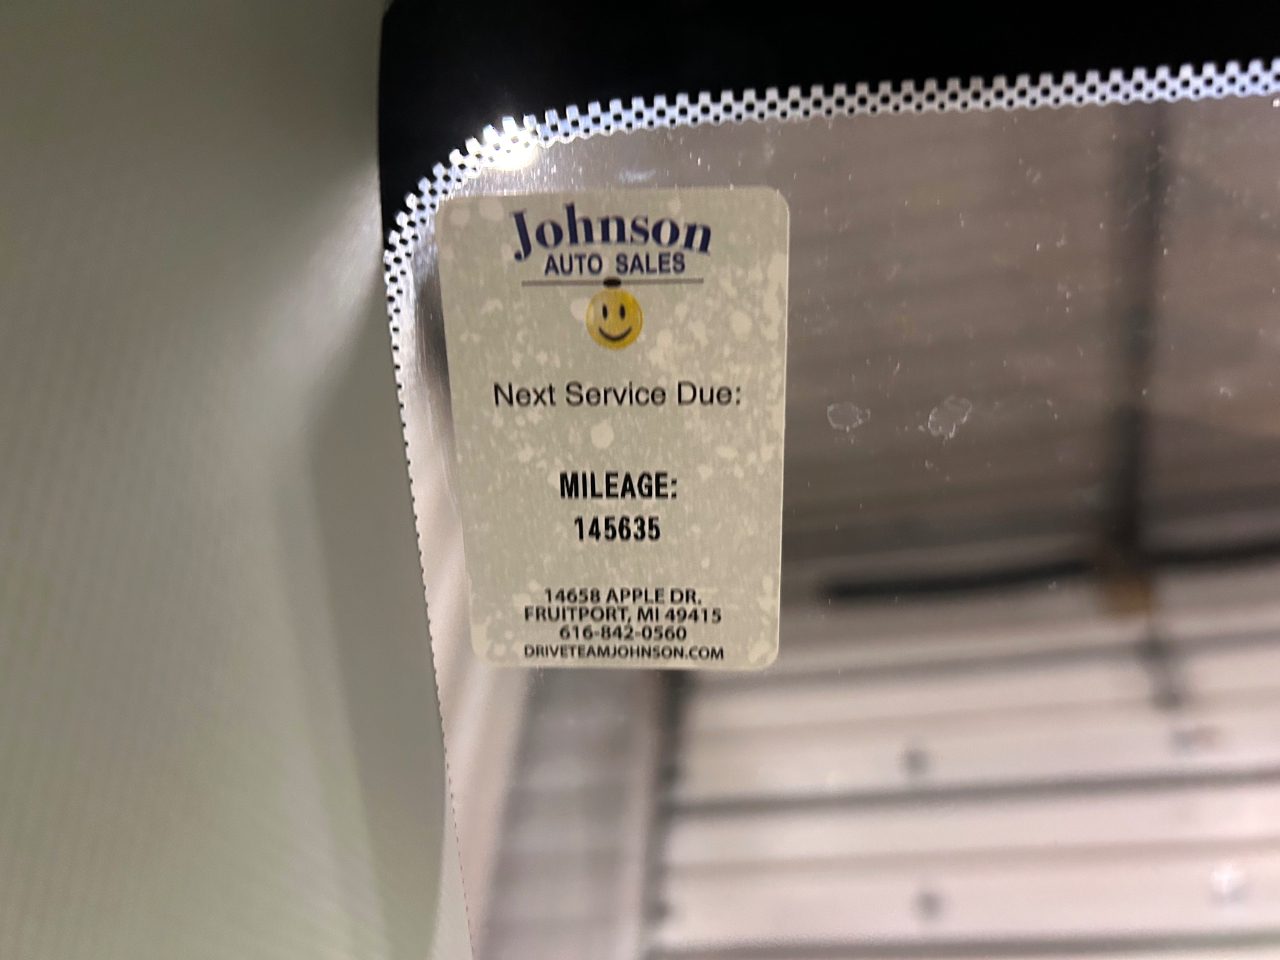 Johnson
AUTO SALES
Next Service Due:
MILEAGE:
145635
14658 APPLE DR.
FRUITPORT, MI 49415
616-842-0560
DRIVETEAMJOHNSON.COM